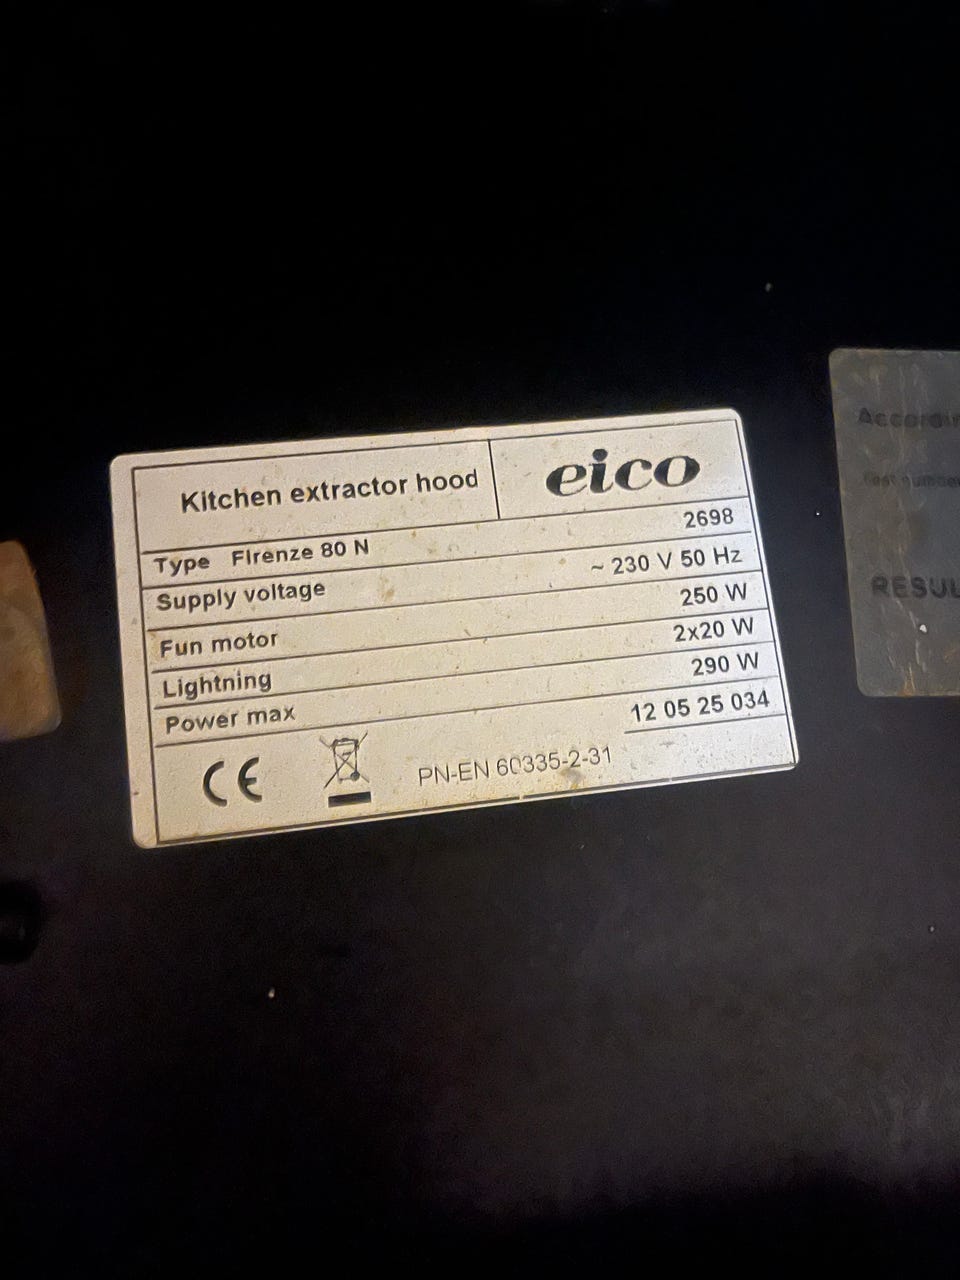 Kitchen extractor hood
eico
Type Firenze 80 N 2698
Supply voltage ~ 230 V 50 Hz
Fun motor 250 W
Lightning 2x20 W
Power max 290 W
12 05 25 034
CE PN-EN 60335-2-31
RESUL